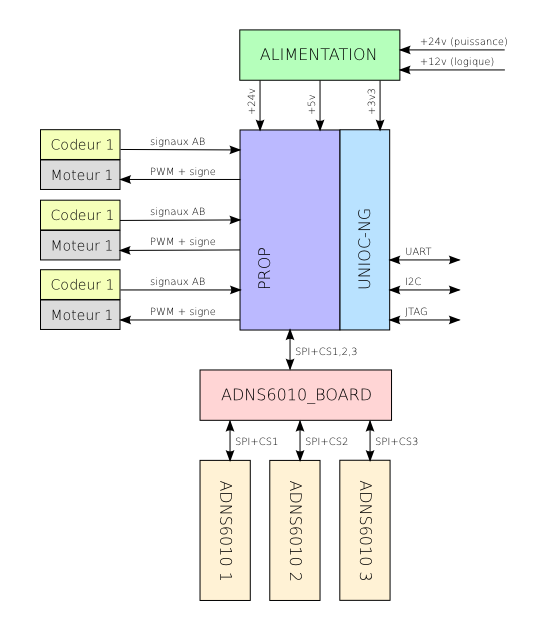 +24v (puissance)
ALIMENTATION
+12v (logique)
+24v
+5v
+3v3
Codeur 1
signaux AB
Moteur 1
PWM + signe
Codeur 1
signaux AB
Moteur 1
PWM + signe
Codeur 1
signaux AB
Moteur 1
PWM + signe
PROP
UNIOC-NG
UART
I2C
JTAG
SPI+CS1,2,3
ADNS6010_BOARD
SPI+CS1
SPI+CS2
SPI+CS3
ADNS6010 1
ADNS6010 2
ADNS6010 3